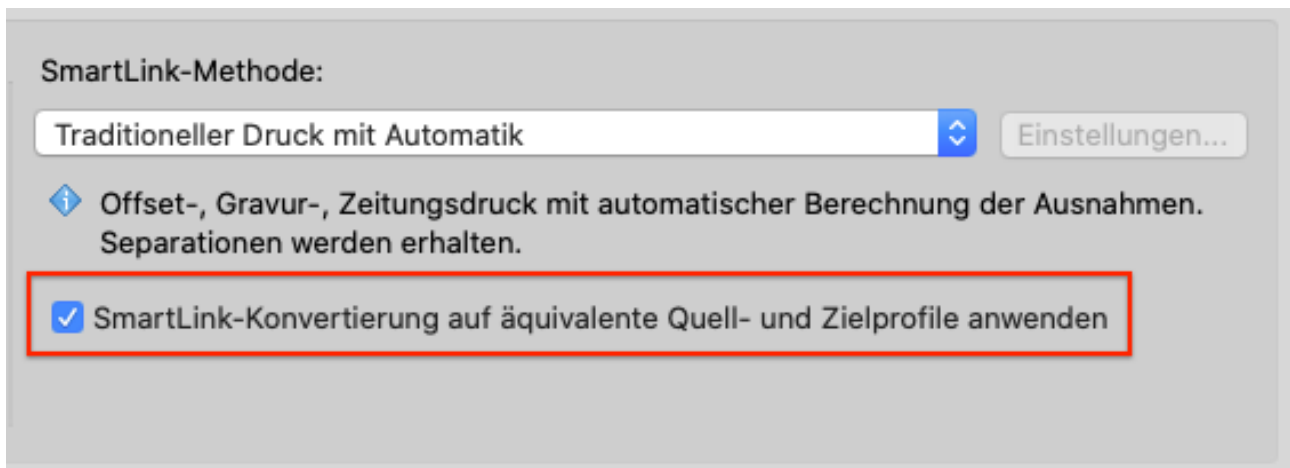 SmartLink-Methode:
Traditioneller Druck mit Automatik
Einstellungen...
Offset-, Gravur-, Zeitungsdruck mit automatischer Berechnung der Ausnahmen.
Separationen werden erhalten.
SmartLink-Konvertierung auf äquivalente Quell- und Zielprofile anwenden